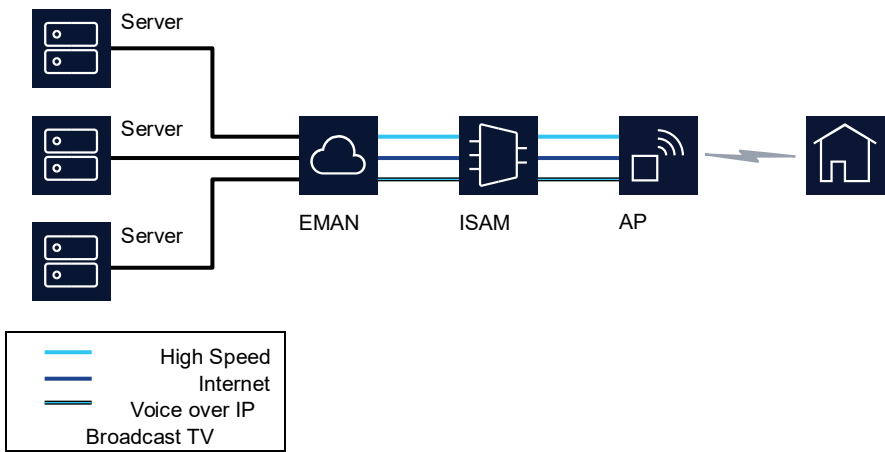 Server
Server
Server
EMAN
ISAM
AP
High Speed
Internet
Voice over IP
Broadcast TV